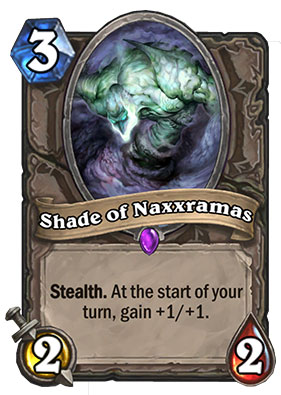 3
Shade of Naxxramas
Stealth. At the start of your
turn, gain +1/+1.
2 2